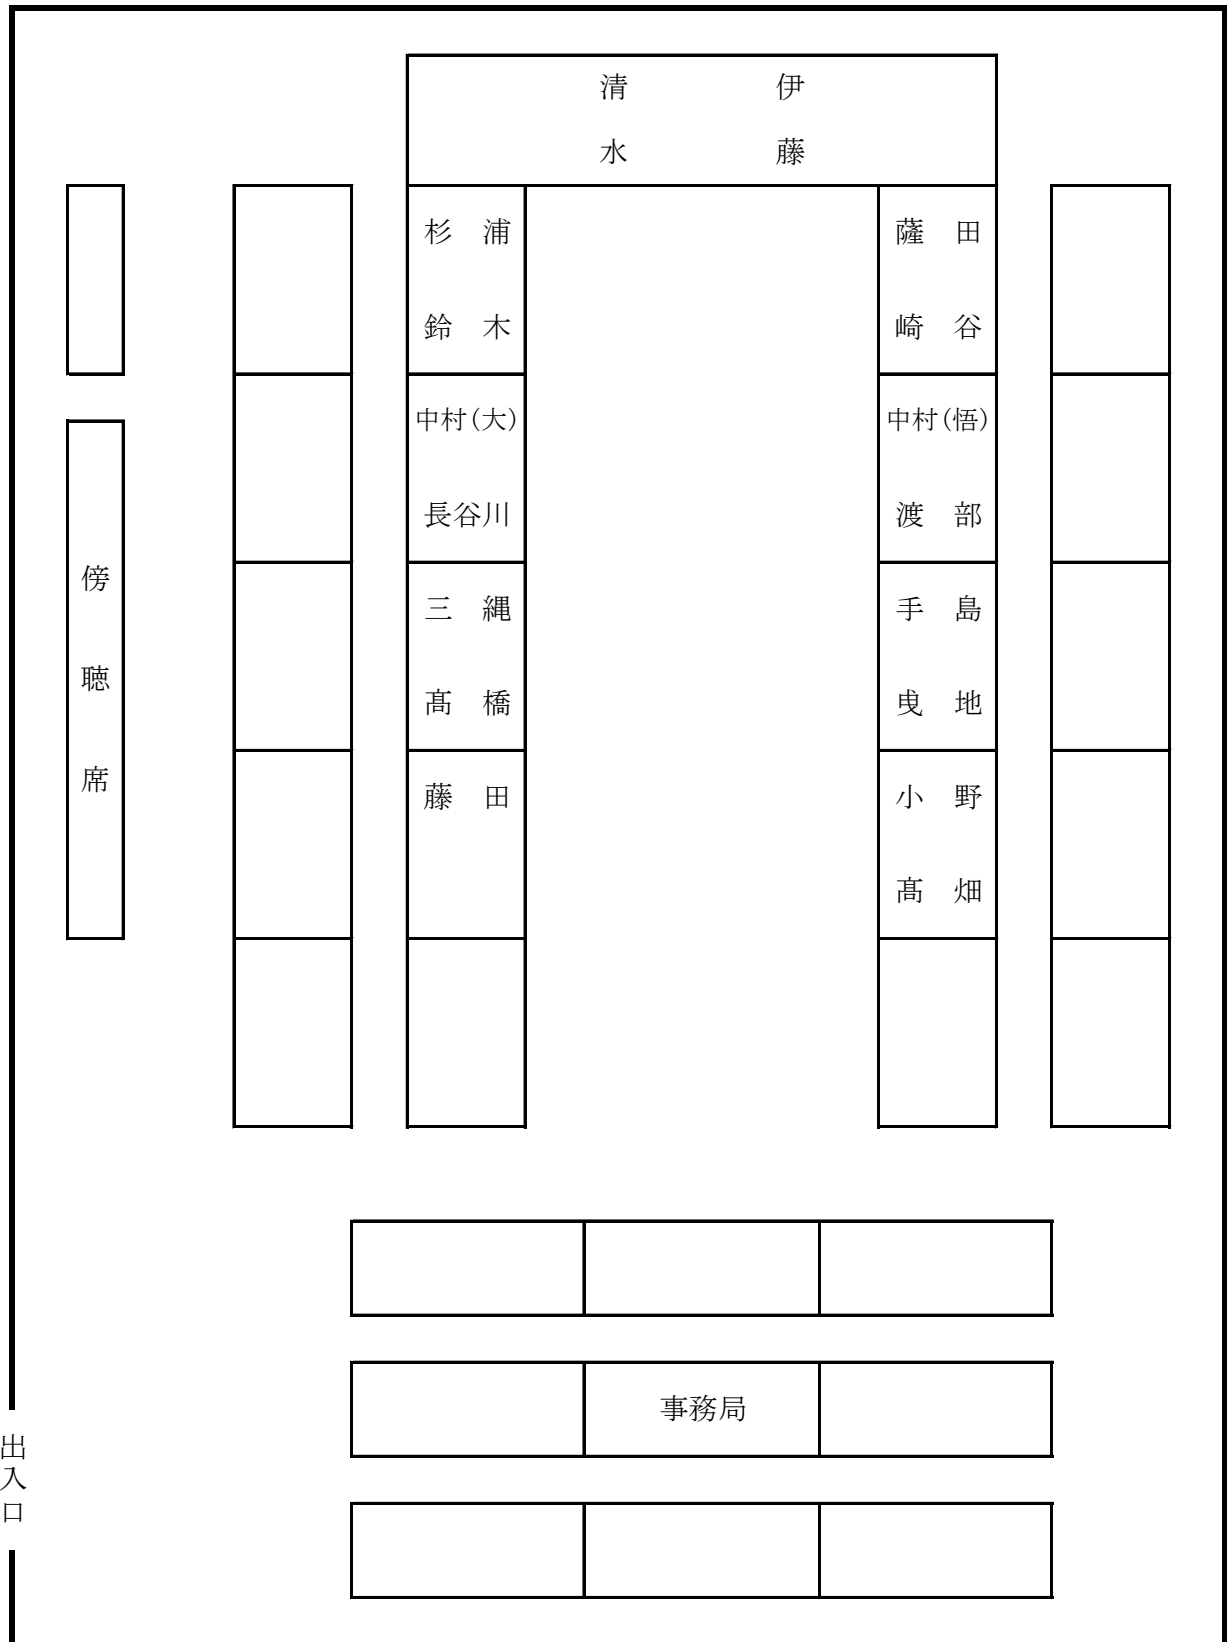 清水
伊藤
杉 浦
鈴 木
中村(大)
長谷川
三 縄
髙 橋
藤 田
薩 田
崎 谷
中村(悟)
渡 部
手 島
曵 地
小 野
髙 畑
傍聴席
事務局
出入口